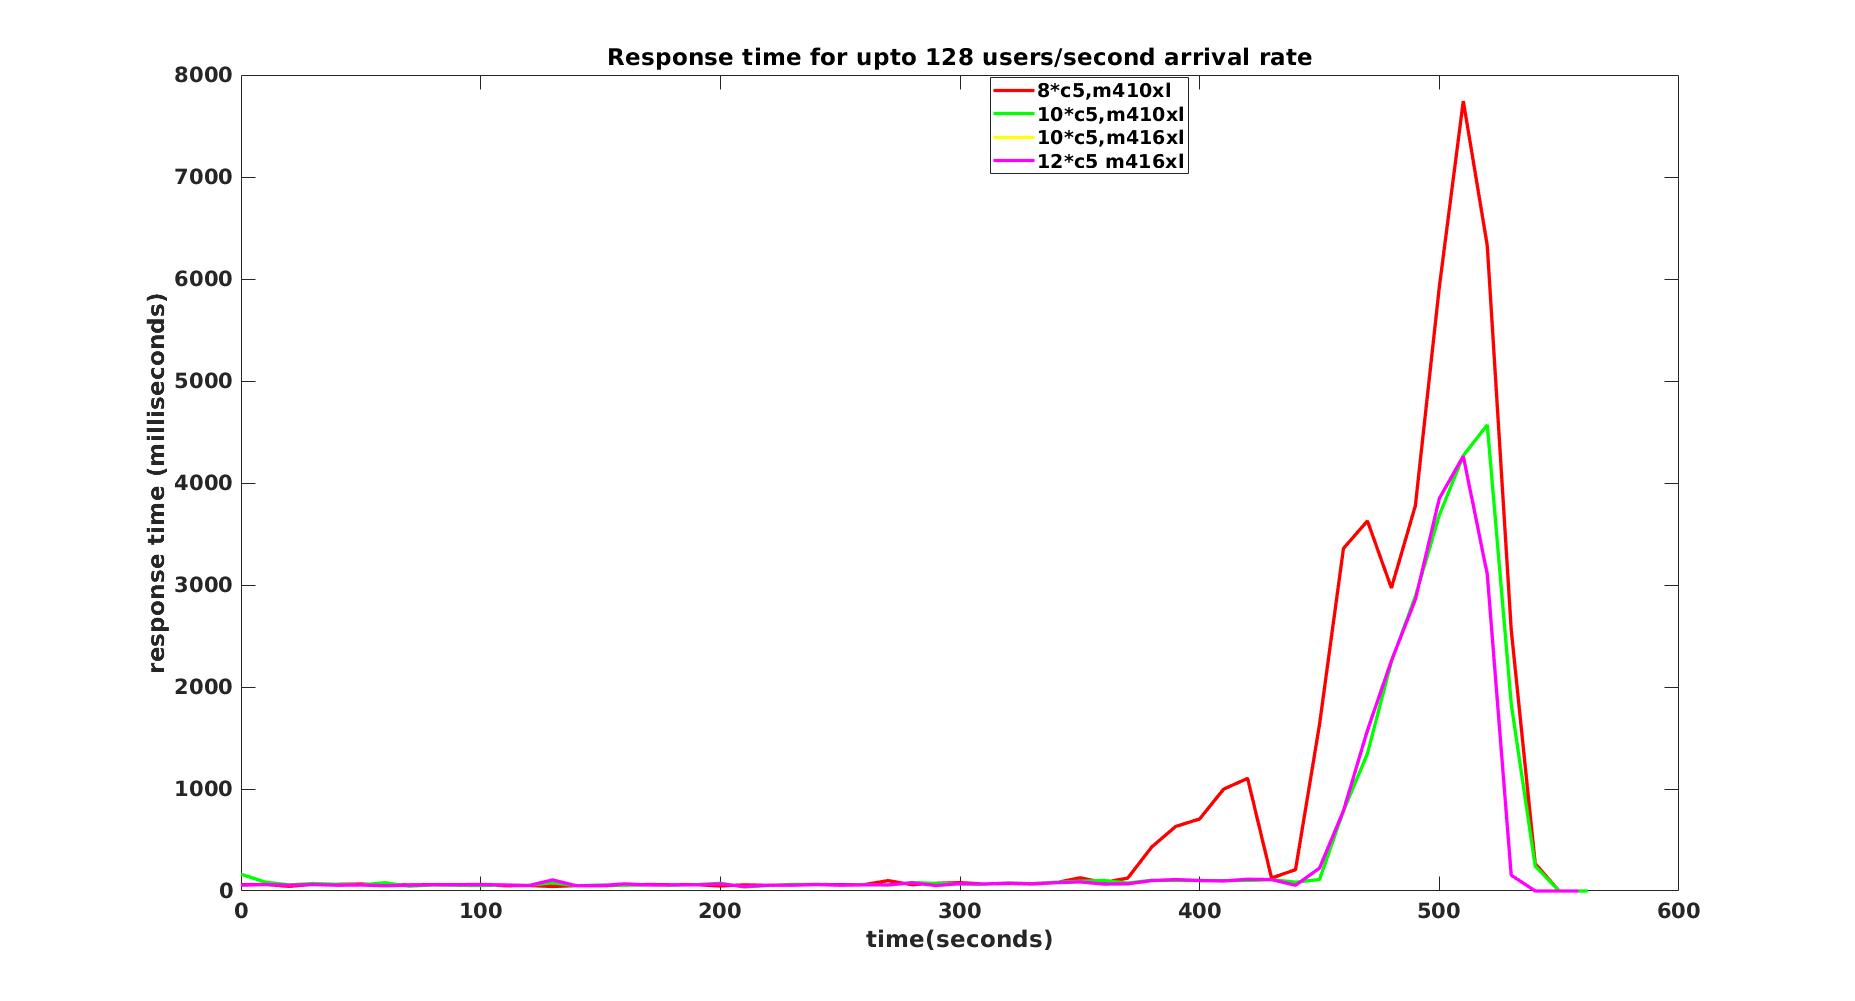 Response time for upto 128 users/second arrival rate
8*c5,m410xl
10*c5,m410xl
10*c5,m416xl
12*c5 m416xl
8000
7000
6000
5000
4000
3000
2000
1000
0
response time (milliseconds)
0 100 200 300 400 500 600
time(seconds)